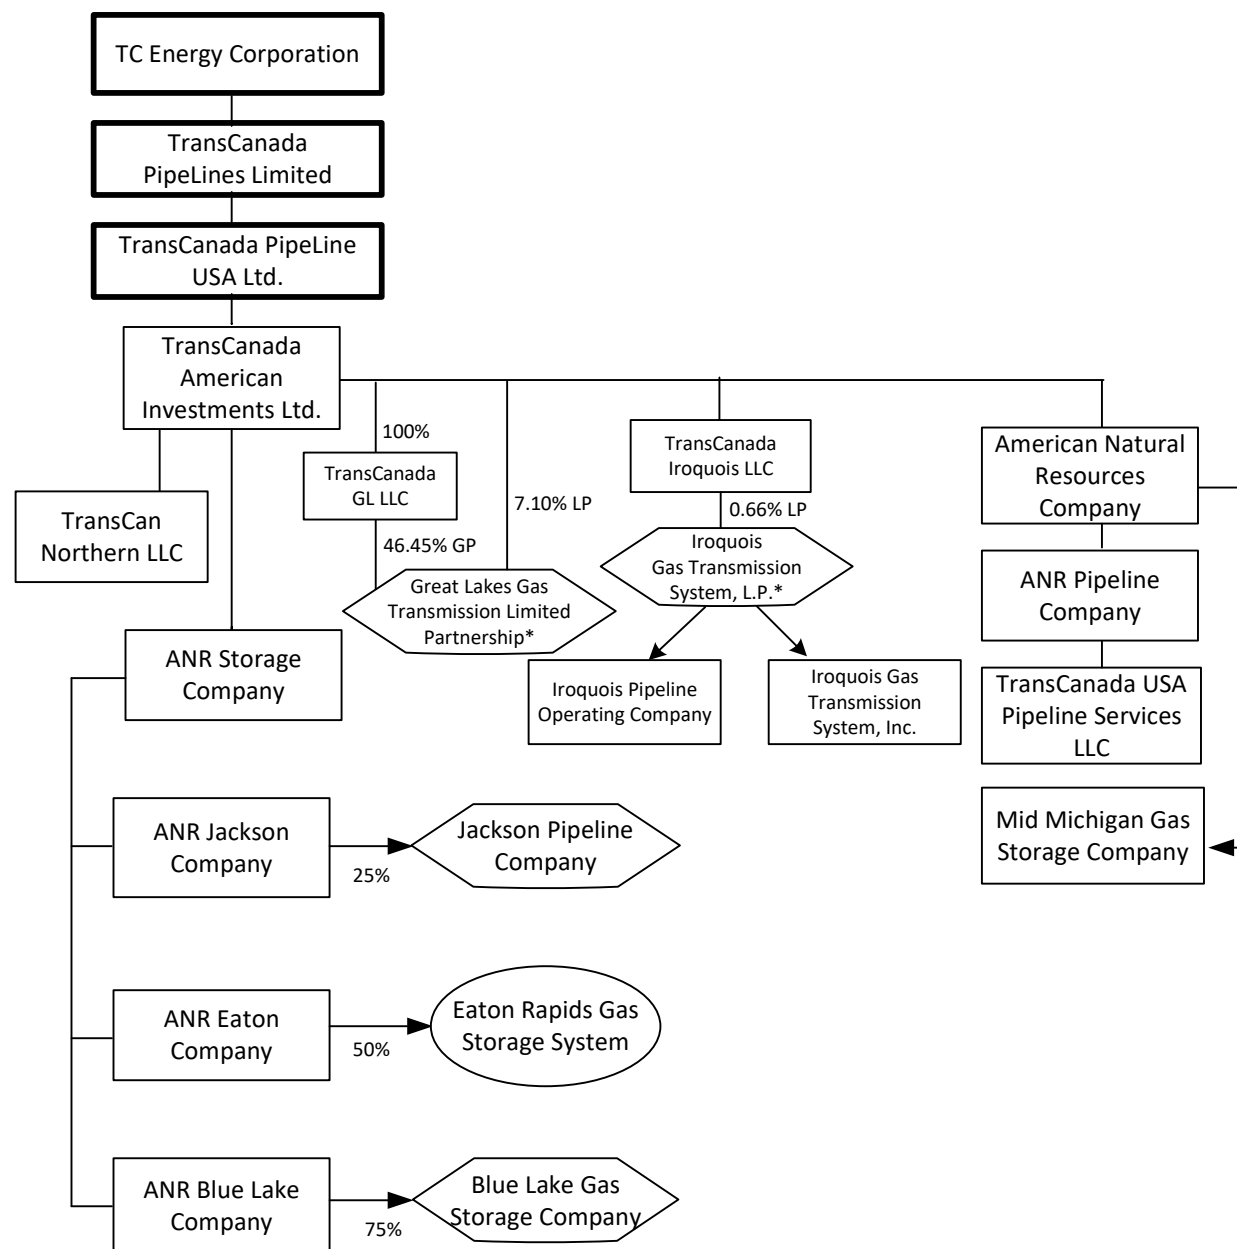 TC Energy Corporation
TransCanada
PipeLines Limited
TransCanada PipeLine
USA Ltd.
TransCanada
American
Investments Ltd.
100%
TransCanada
GL LLC
46.45% GP
7.10% LP
Great Lakes Gas
Transmission Limited
Partnership*
TransCanada
Iroquois LLC
0.66% LP
Iroquois
Gas Transmission
System, L.P.*
Iroquois Pipeline
Operating Company
Iroquois Gas
Transmission
System, Inc.
American Natural
Resources
Company
ANR Pipeline
Company
TransCanada USA
Pipeline Services
LLC
Mid Michigan Gas
Storage Company
TransCan
Northern LLC
ANR Storage
Company
ANR Jackson
Company
25%
Jackson Pipeline
Company
ANR Eaton
Company
50%
Eaton Rapids Gas
Storage System
ANR Blue Lake
Company
75%
Blue Lake Gas
Storage Company